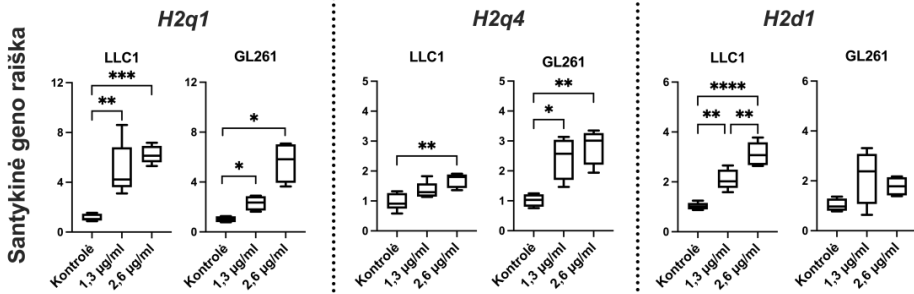 H2q1
H2q4
H2d1
Santykinė geno raiška
LLC1
12
8
4
0
***
**
Kontrolė
1,3 µg/ml
2,6 µg/ml
GL261
12
8
4
0
*
*
Kontrolė
1,3 µg/ml
2,6 µg/ml
LLC1
5
4
3
2
1
0
**
Kontrolė
1,3 µg/ml
2,6 µg/ml
GL261
5
4
3
2
1
0
**
*
Kontrolė
1,3 µg/ml
2,6 µg/ml
LLC1
6
4
2
0
****
** **
Kontrolė
1,3 µg/ml
2,6 µg/ml
GL261
6
4
2
0
Kontrolė
1,3 µg/ml
2,6 µg/ml